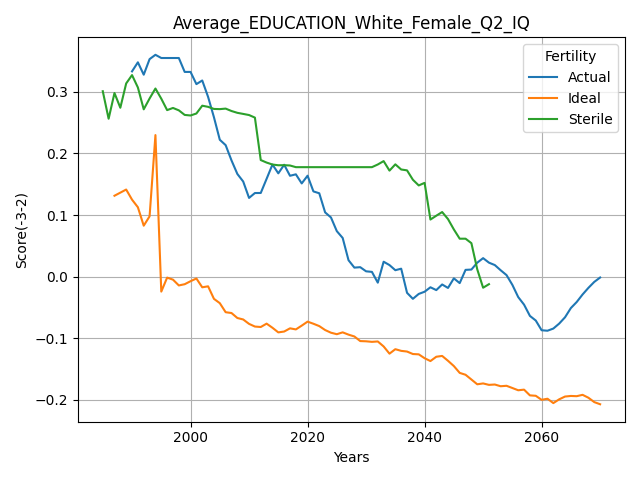 Average_EDUCATION_White_Female_Q2_IQ
Fertility
Actual
Ideal
Sterile
Score(-3-2)
0.3
0.2
0.1
0.0
−0.1
−0.2
2000
2020
2040
2060
Years